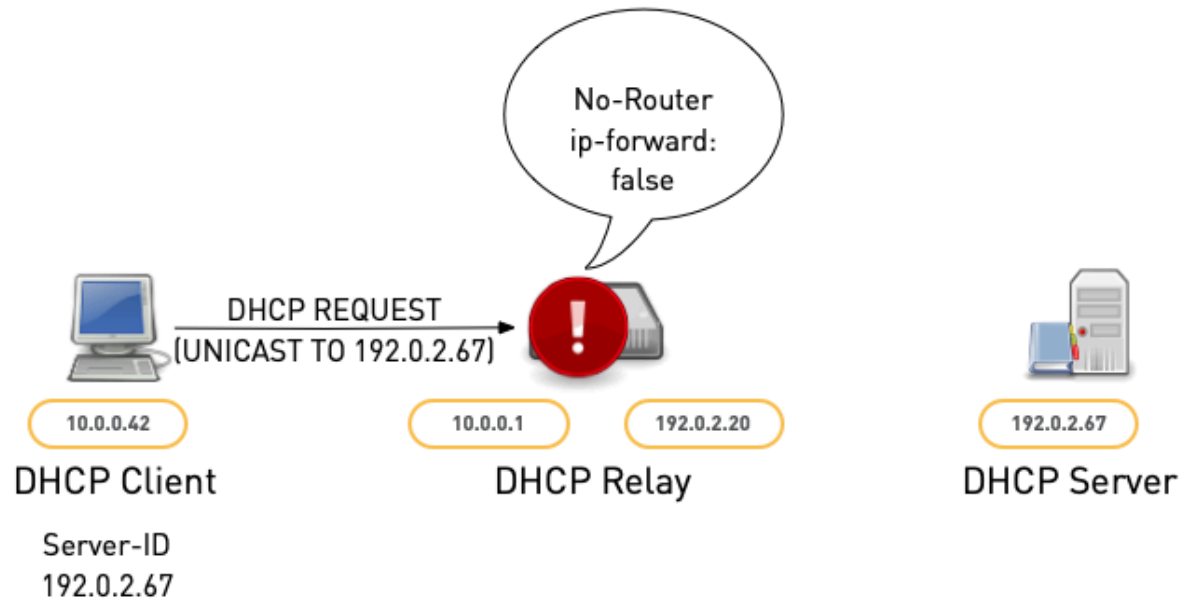 No-Router
ip-forward:
false
DHCP REQUEST
(UNICAST TO 192.0.2.67)
10.0.0.42
10.0.0.1
192.0.2.20
192.0.2.67
DHCP Client
DHCP Relay
DHCP Server
Server-ID
192.0.2.67